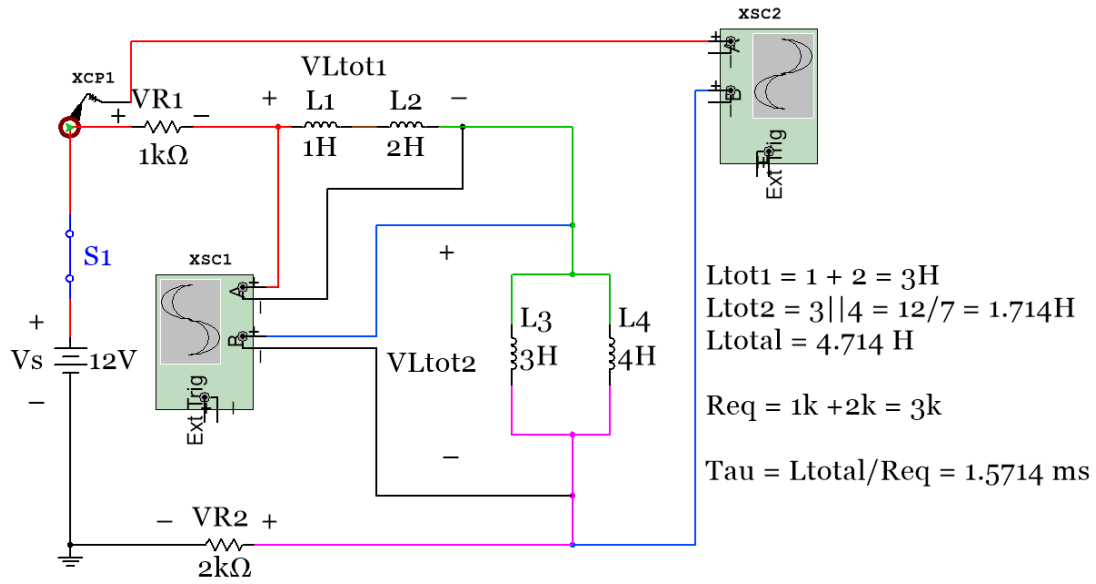 XSC2
XCP1
VLtot1
VR1
+
L1
L2
−
+
−
1kΩ
1H
2H
+
A
−
+
B
−
Ext Trig
+
S1
XSC1
+
A
−
+
B
−
Ext Trig
+
−
+
Vs
12V
−
+
VLtot2
−
L3
3H
L4
4H
Ltot1 = 1 + 2 = 3H
Ltot2 = 3||4 = 12/7 = 1.714H
Ltotal = 4.714 H
Req = 1k +2k = 3k
Tau = Ltotal/Req = 1.5714 ms
−
VR2
+
2kΩ